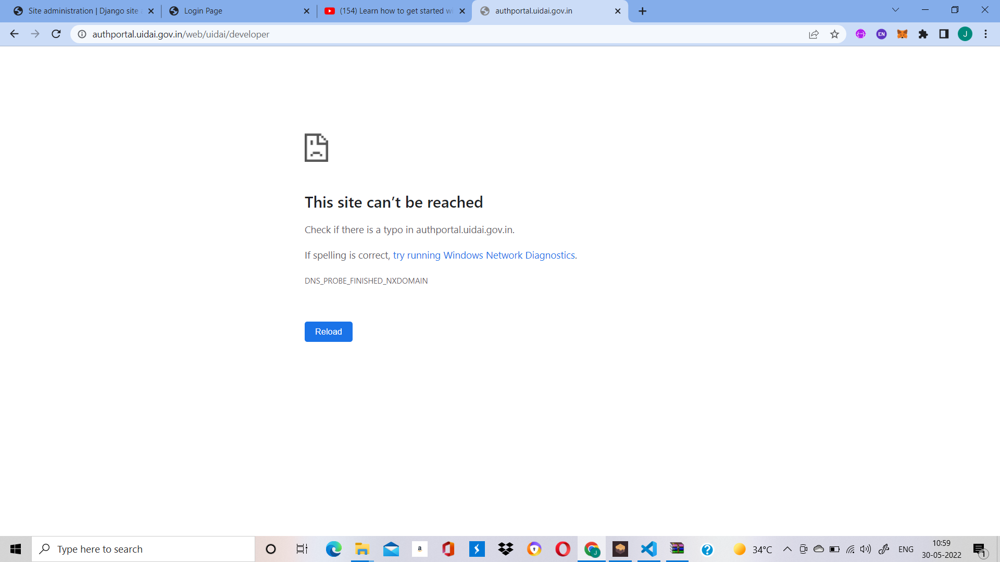 Site administration | Django site a
Login Page
(154) Learn how to get started wi
authportal.uidai.gov.in
authportal.uidai.gov.in/web/uidai/developer
EN
J
This site can’t be reached
Check if there is a typo in authportal.uidai.gov.in.
If spelling is correct, try running Windows Network Diagnostics.
DNS_PROBE_FINISHED_NXDOMAIN
Reload
Type here to search
a
J
34°C
ENG
10:59
30-05-2022
1